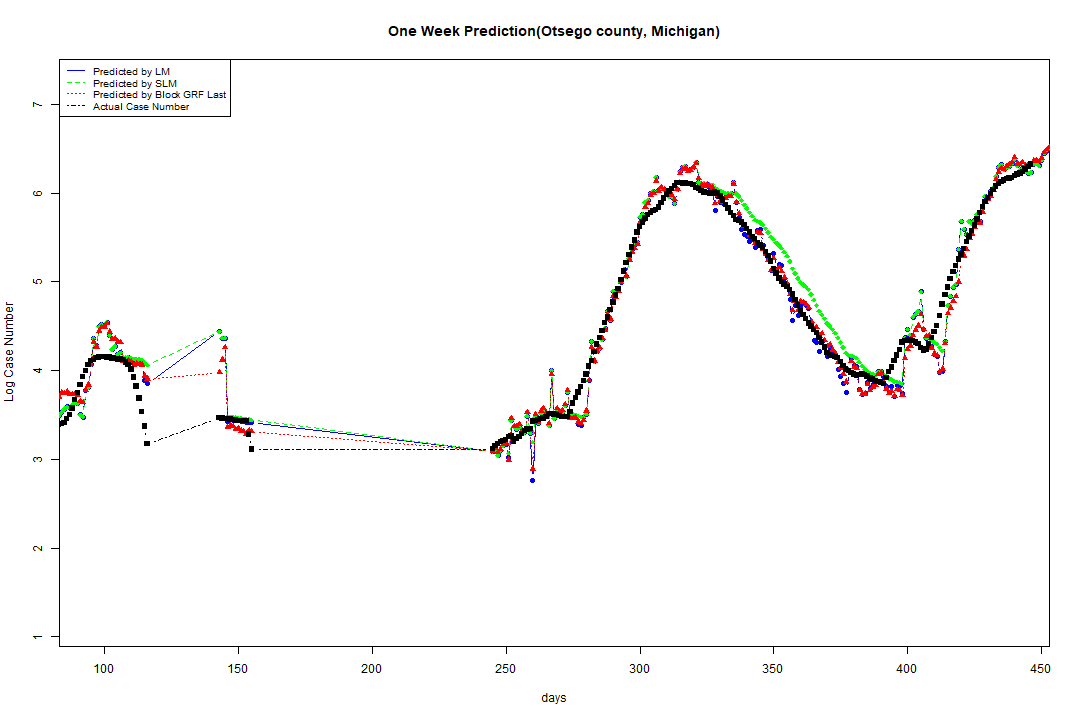 One Week Prediction(Otsego county, Michigan)
Predicted by LM
Predicted by SLM
Predicted by Block GRF Last
Actual Case Number
7
6
5
4
3
2
1
Log Case Number
100 150 200 250 300 350 400 450
days